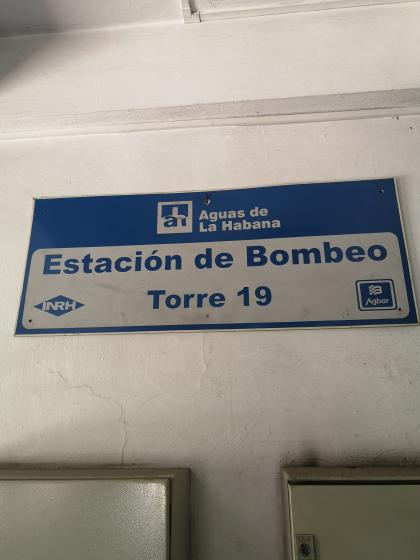 Aguas de
La Habana
Estación de Bombeo
Torre 19
INRH
Agbar